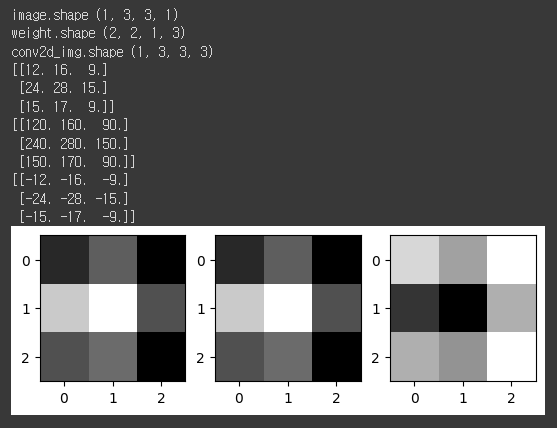 image.shape (1, 3, 3, 1)
weight.shape (2, 2, 1, 3)
conv2d_img.shape (1, 3, 3, 3)
[[12. 16.  9.]
 [24. 28. 15.]
 [15. 17.  9.]]
[[120. 160.  90.]
 [240. 280. 150.]
 [150. 170.  90.]]
[[-12. -16.  -9.]
 [-24. -28. -15.]
 [-15. -17.  -9.]]
0 0 0
1 1 1
2 2 2
0 1 2 0 1 2 0 1 2